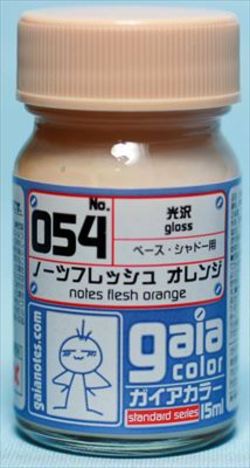 No.
054
光沢
gloss
ベース・シャドー用
ノーツフレッシュ オレンジ
notes flesh orange
gaianotes.com
gaia
color
ガイアカラー
standard series
15ml